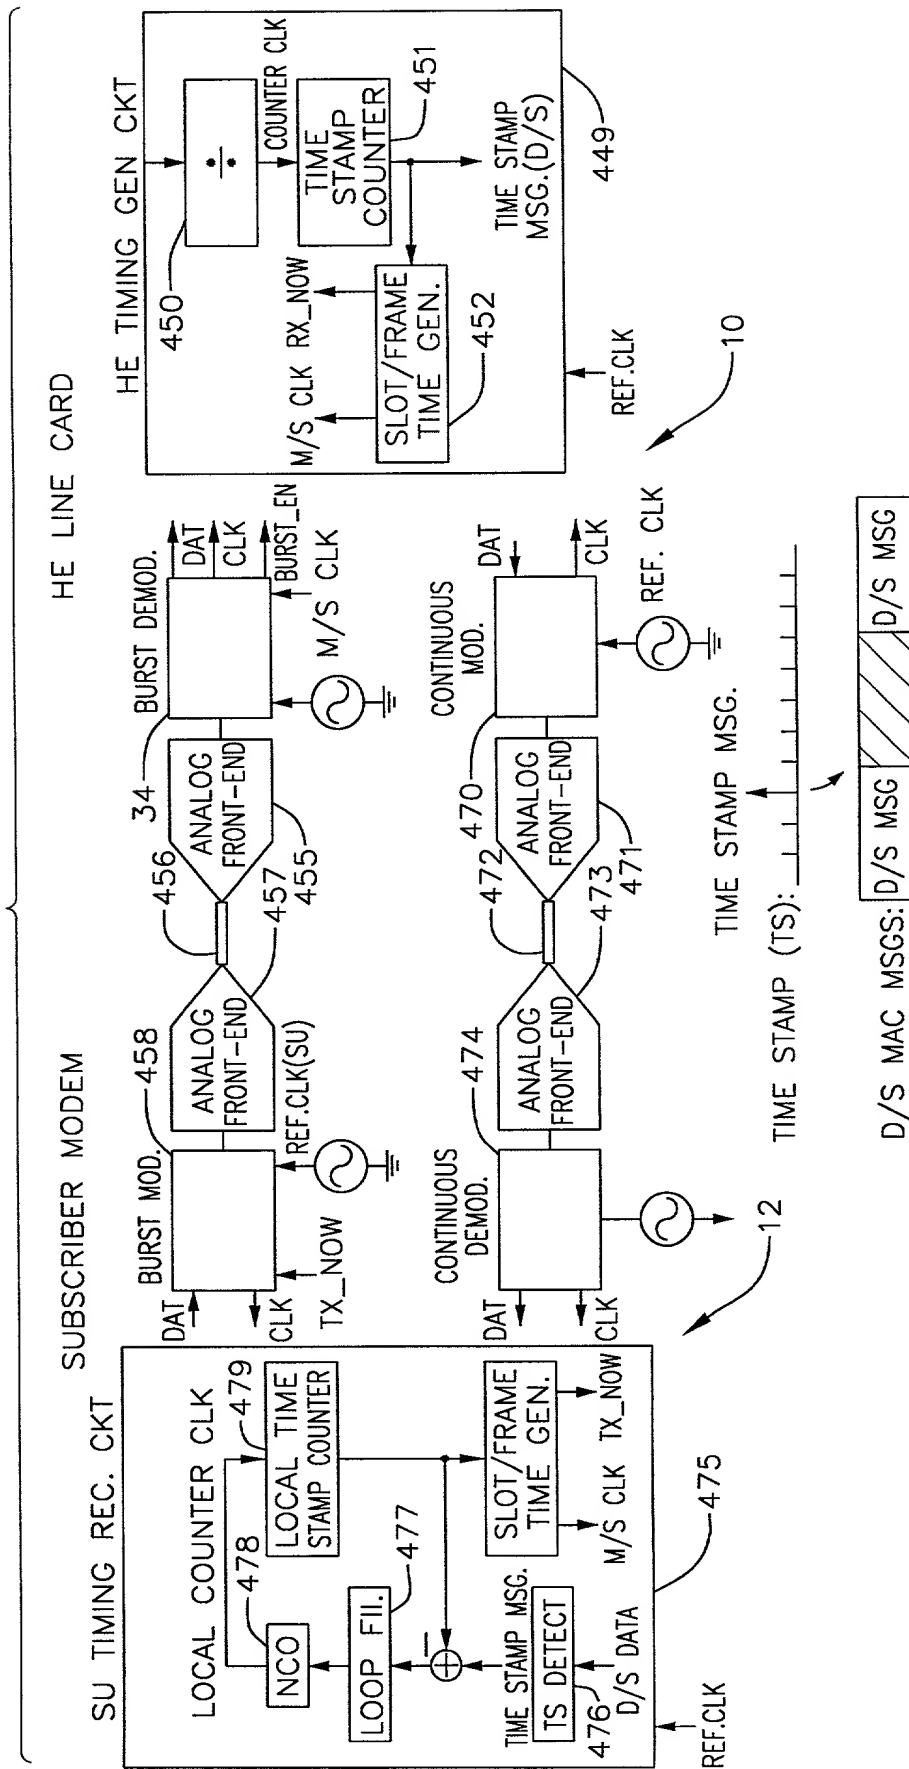 HE LINE CARD
SUBSCRIBER MODEM
SU TIMING REC. CKT
LOCAL COUNTER CLK
478
NCO
479
LOCAL TIME
STAMP COUNTER
477
LOOP FIL.
−
+
TIME STAMP MSG.
TS DETECT
476
D/S DATA
SLOT/FRAME
TIME GEN.
M/S CLK
TX_NOW
475
REF.CLK
12
BURST MOD.
458
DAT
CLK
TX_NOW
REF.CLK(SU)
ANALOG
FRONT-END
457
456
ANALOG
FRONT-END
455
34
BURST DEMOD.
DAT
CLK
BURST_EN
M/S CLK
CONTINUOUS
DEMOD.
474
DAT
CLK
ANALOG
FRONT-END
473
472
ANALOG
FRONT-END
471
470
CONTINUOUS
MOD.
DAT
CLK
REF. CLK
10
HE TIMING GEN CKT
450
÷
COUNTER CLK
TIME
STAMP
COUNTER
451
M/S CLK
RX_NOW
SLOT/FRAME
TIME GEN.
452
TIME STAMP
MSG.(D/S)
449
REF.CLK
TIME STAMP MSG.
TIME STAMP (TS):
D/S MAC MSGS:
D/S MSG
D/S MSG